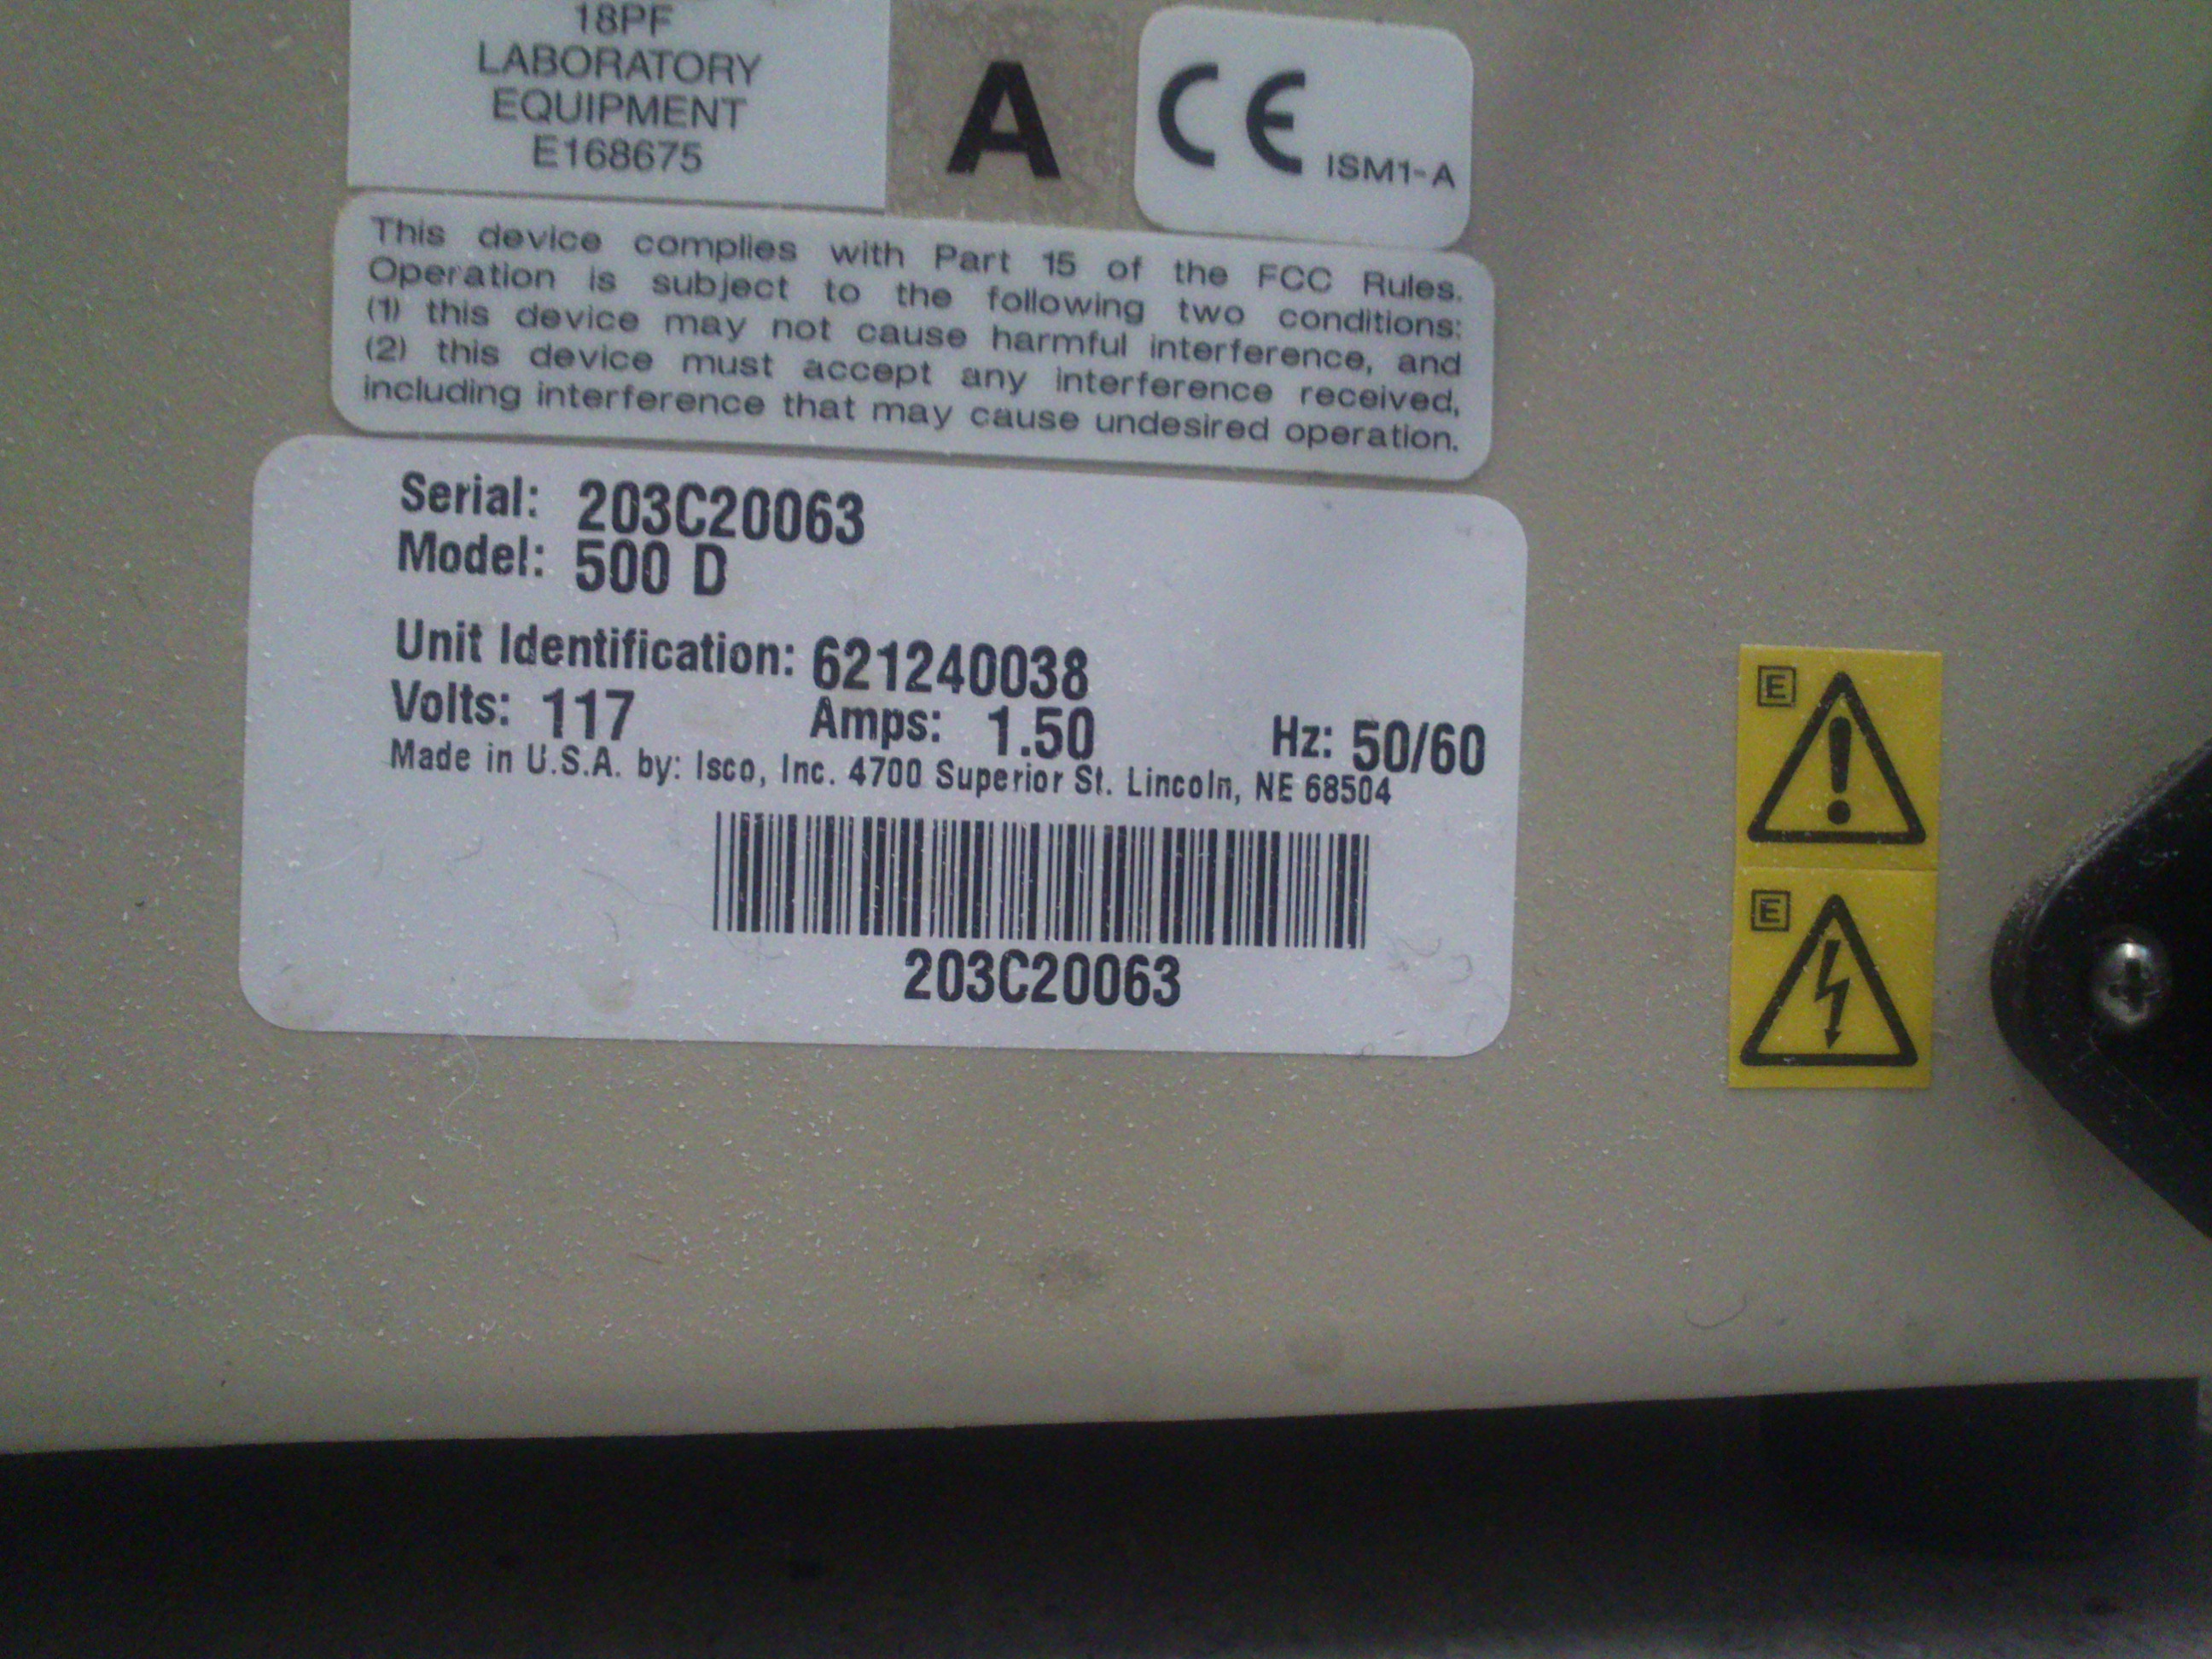 18PF
LABORATORY
EQUIPMENT
E168675
A
CE ISM1-A
This device complies with Part 15 of the FCC Rules.
Operation is subject to the following two conditions:
(1) this device may not cause harmful interference, and
(2) this device must accept any interference received,
including interference that may cause undesired operation.
Serial: 203C20063
Model: 500 D
Unit Identification: 621240038
Volts: 117 Amps: 1.50 Hz: 50/60
Made in U.S.A. by: Isco, Inc. 4700 Superior St. Lincoln, NE 68504
203C20063
E
E